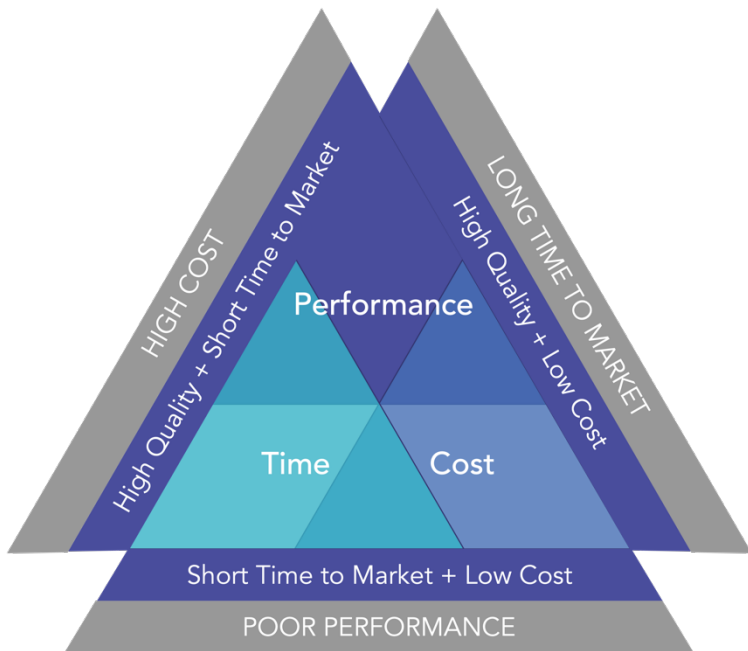 HIGH COST
High Quality + Short Time to Market
LONG TIME TO MARKET
High Quality + Low Cost
Performance
Time
Cost
Short Time to Market + Low Cost
POOR PERFORMANCE